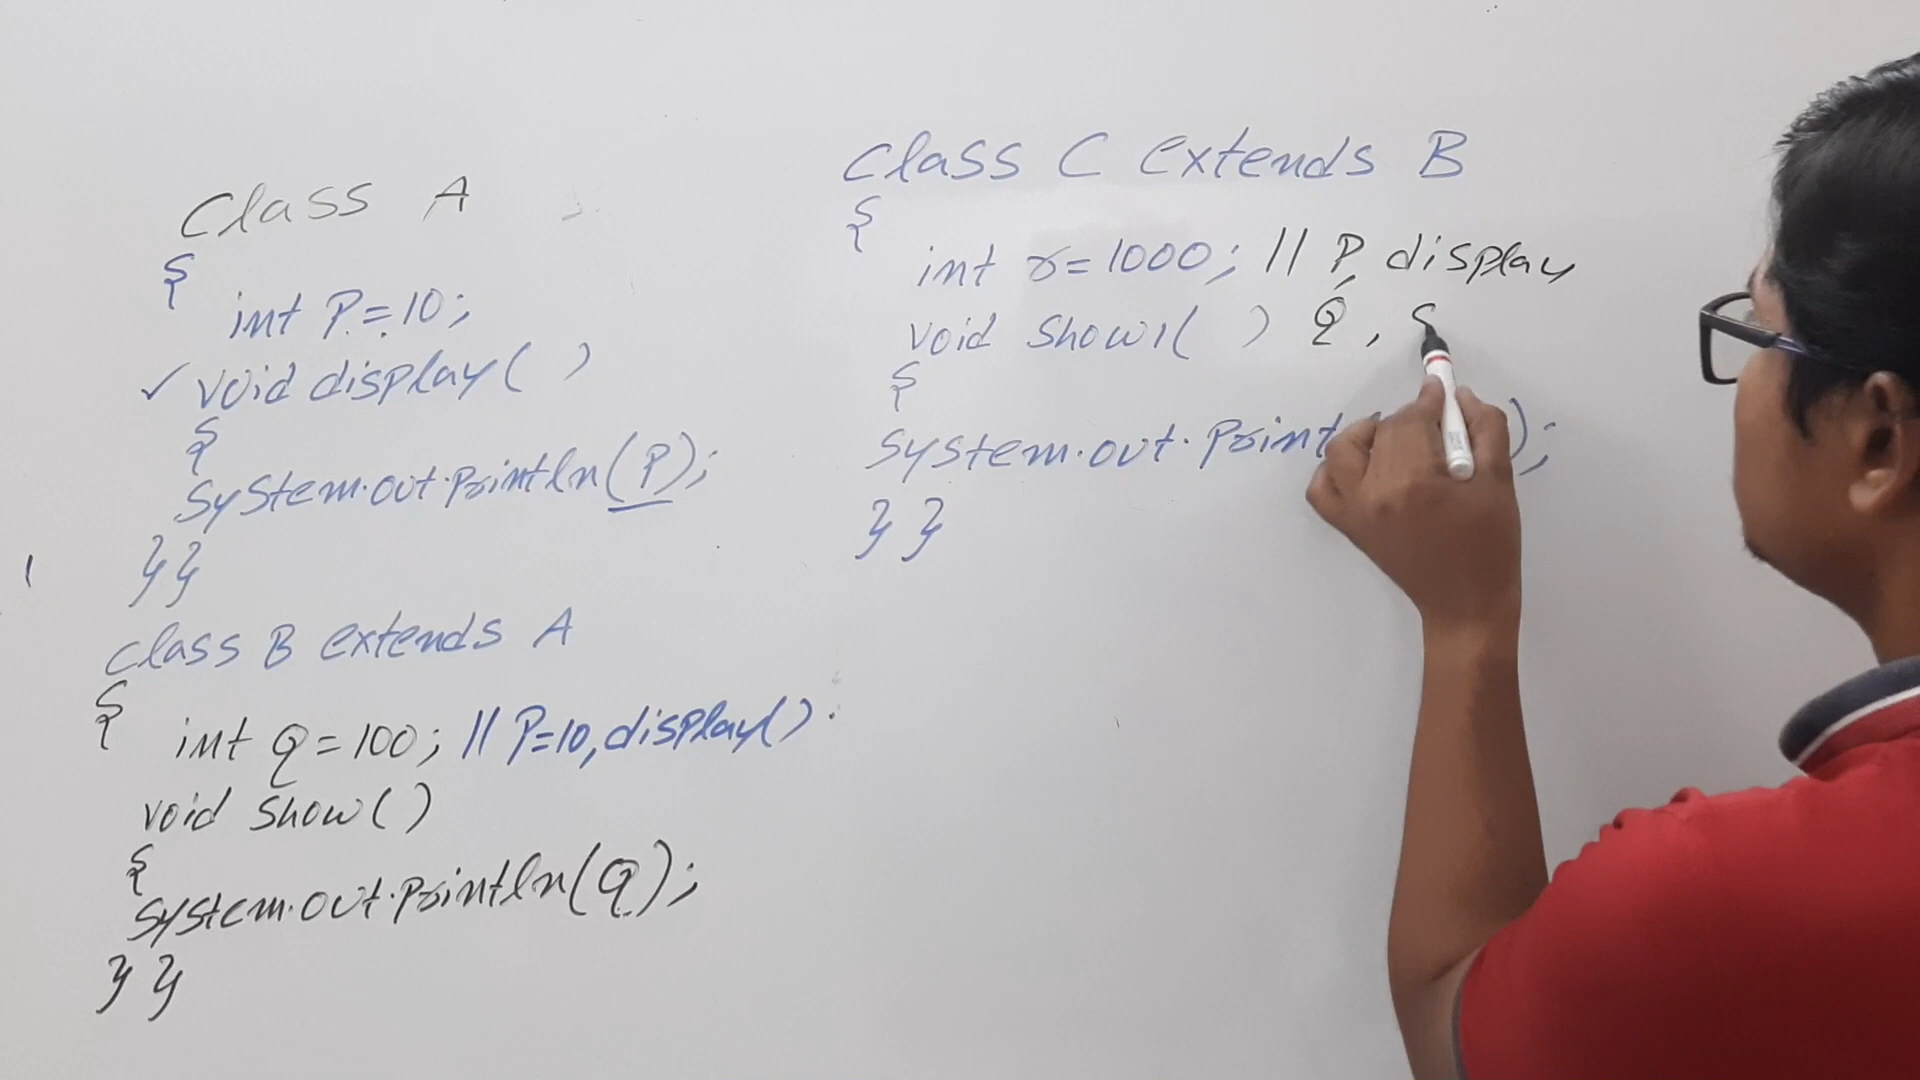 Class A
{
int P=10;
✓ void display( )
{
System.out.println(P);
}}
class B extends A
{
int Q=100; // P=10, display()
void show()
{
System.out.println(Q);
}}
Class C extends B
{
int r=1000; // P, display
void show1( ) Q, S
{
System.out.print );
}}